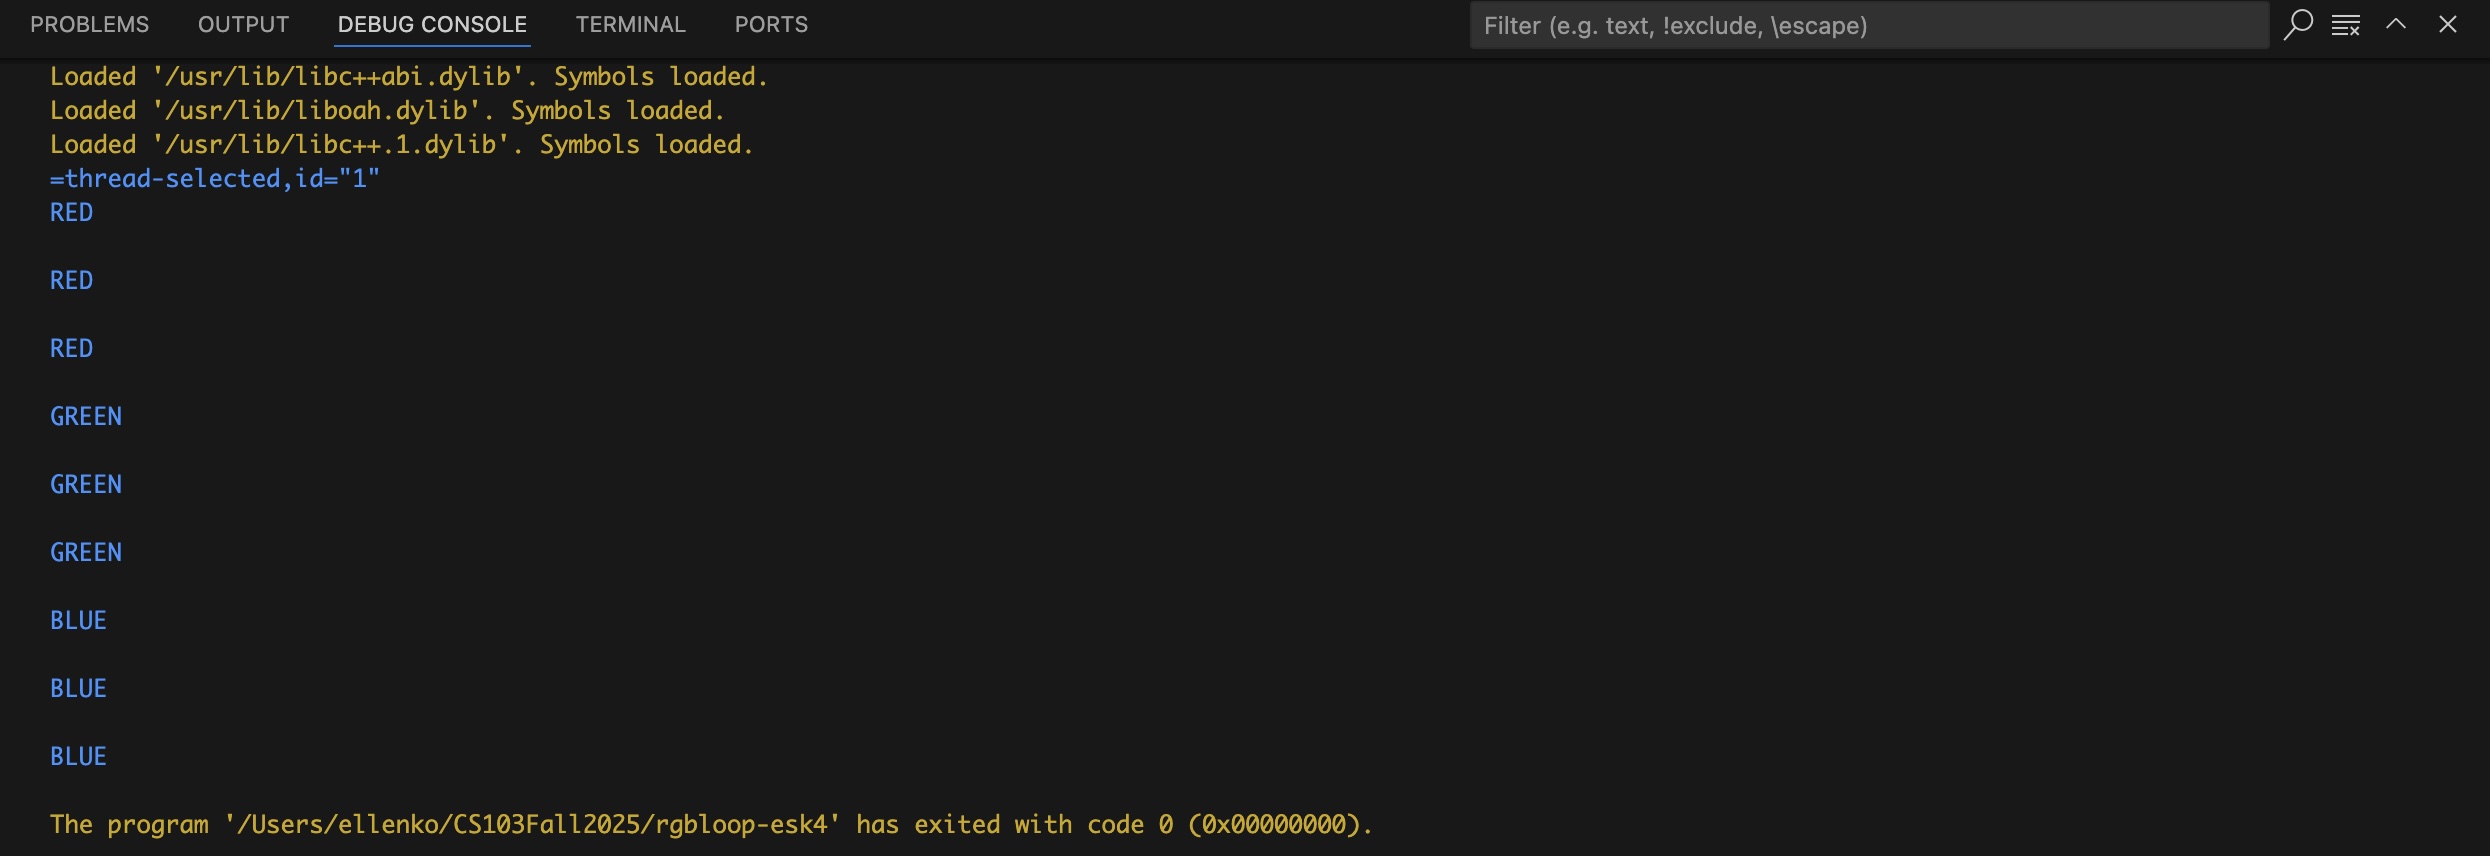 PROBLEMS OUTPUT DEBUG CONSOLE TERMINAL PORTS Filter (e.g. text, !exclude, \escape)
Loaded '/usr/lib/libc++abi.dylib'. Symbols loaded.
Loaded '/usr/lib/liboah.dylib'. Symbols loaded.
Loaded '/usr/lib/libc++.1.dylib'. Symbols loaded.
=thread-selected,id="1"
RED
RED
RED
GREEN
GREEN
GREEN
BLUE
BLUE
BLUE
The program '/Users/ellenko/CS103Fall2025/rgbloop-esk4' has exited with code 0 (0x00000000).